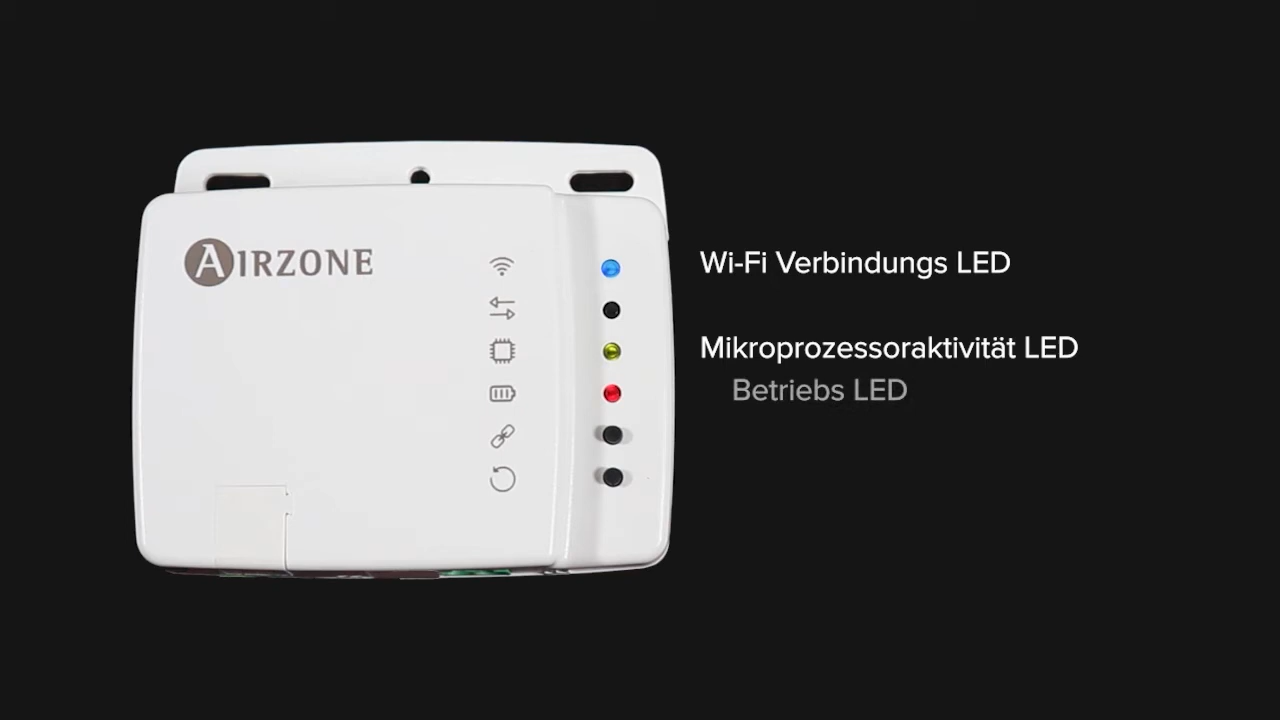 AIRZONE
Wi-Fi Verbindungs LED
Mikroprozessoraktivität LED
Betriebs LED